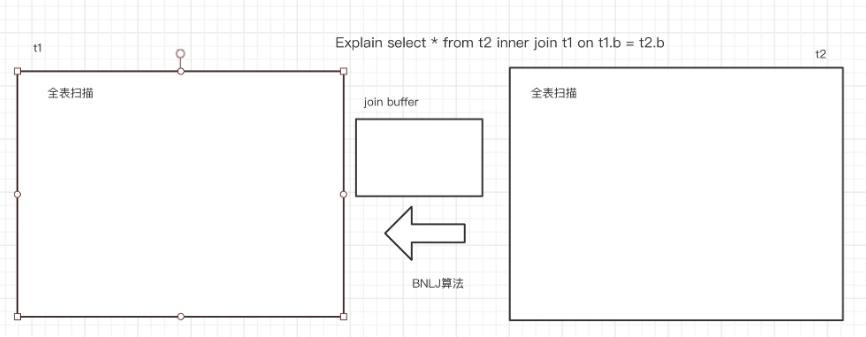 Explain select * from t2 inner join t1 on t1.b = t2.b
t1
t2
全表扫描
join buffer
全表扫描
BNLJ算法